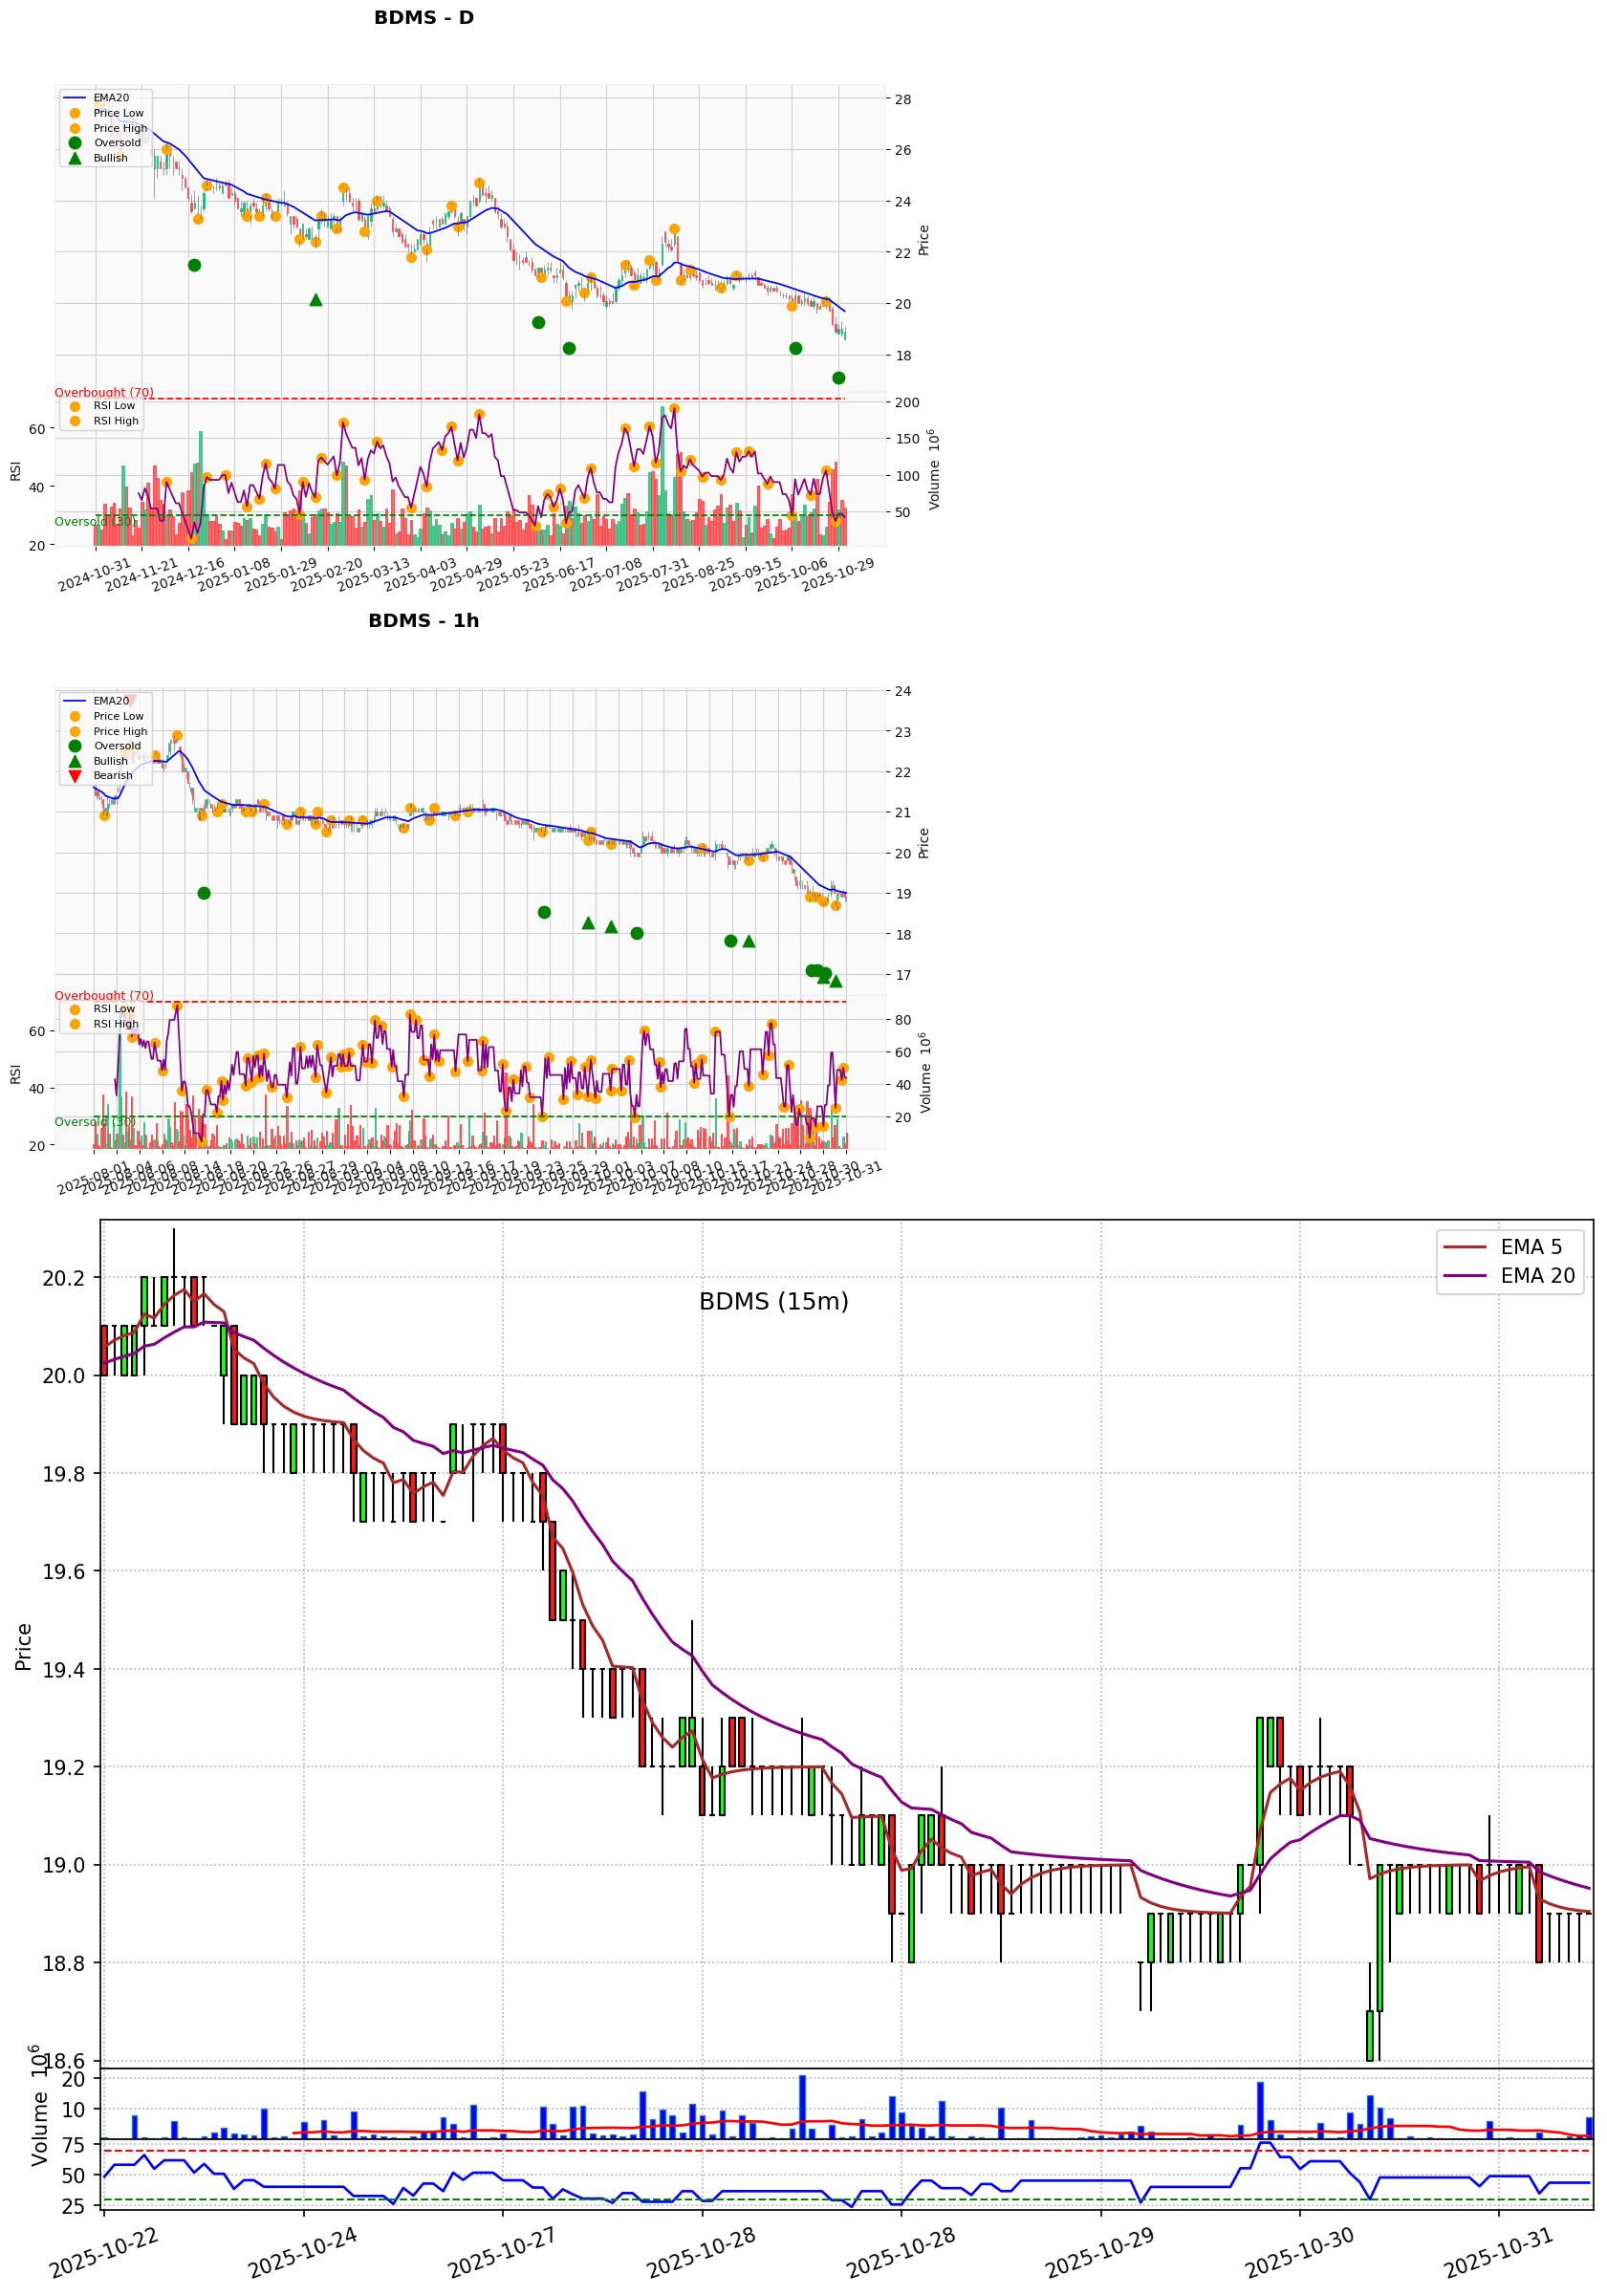 BDMS - D
EMA20
Price Low
Price High
Oversold
Bullish
28
26
24
22
20
18
Price
Overbought (70)
RSI Low
RSI High
Oversold (30)
60
40
20
RSI
200
150
100
50
Volume 10^6
2024-10-31
2024-11-21
2024-12-16
2025-01-08
2025-01-29
2025-02-20
2025-03-13
2025-04-03
2025-04-29
2025-05-23
2025-06-17
2025-07-08
2025-07-31
2025-08-25
2025-09-15
2025-10-06
2025-10-29
BDMS - 1h
EMA20
Price Low
Price High
Oversold
Bullish
Bearish
24
23
22
21
20
19
18
17
Price
Overbought (70)
RSI Low
RSI High
Oversold (30)
60
40
20
RSI
80
60
40
20
Volume 10^6
2025-08-01
2025-10-31
BDMS (15m)
EMA 5
EMA 20
20.2
20.0
19.8
19.6
19.4
19.2
19.0
18.8
18.6
Price
20
10
Volume 10^6
75
50
25
2025-10-22
2025-10-24
2025-10-27
2025-10-28
2025-10-28
2025-10-29
2025-10-30
2025-10-31